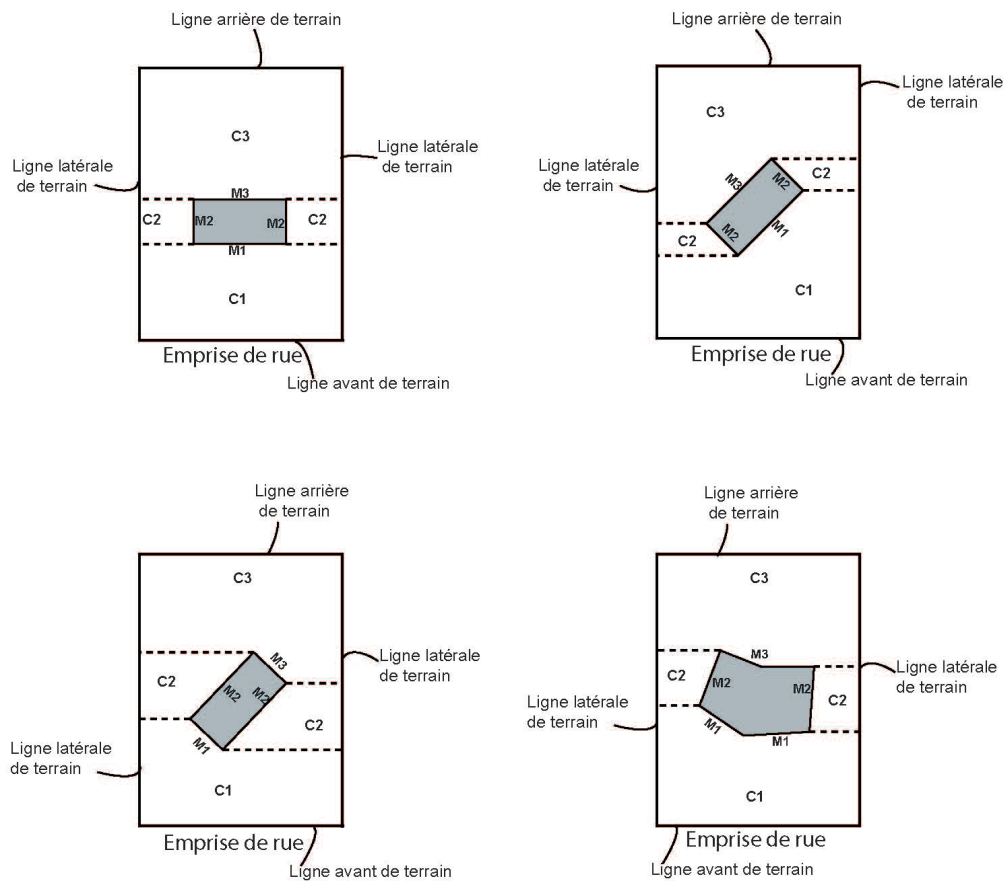 Ligne arrière de terrain
C3
Ligne latérale
de terrain
Ligne latérale
de terrain
M3
C2
M2
M2
C2
M1
C1
Emprise de rue
Ligne avant de terrain
Ligne arrière de terrain
Ligne latérale
de terrain
C3
Ligne latérale
de terrain
M3
M2
C2
C2
M2
M1
C1
Emprise de rue
Ligne avant de terrain
Ligne arrière
de terrain
C3
Ligne latérale
de terrain
M3
C2
M2
M2
C2
M1
Ligne latérale
de terrain
C1
Emprise de rue
Ligne avant de terrain
Ligne arrière
de terrain
C3
M3
C2
M2
M2
Ligne latérale
de terrain
Ligne latérale
de terrain
C2
M1
M1
C1
Emprise de rue
Ligne avant de terrain